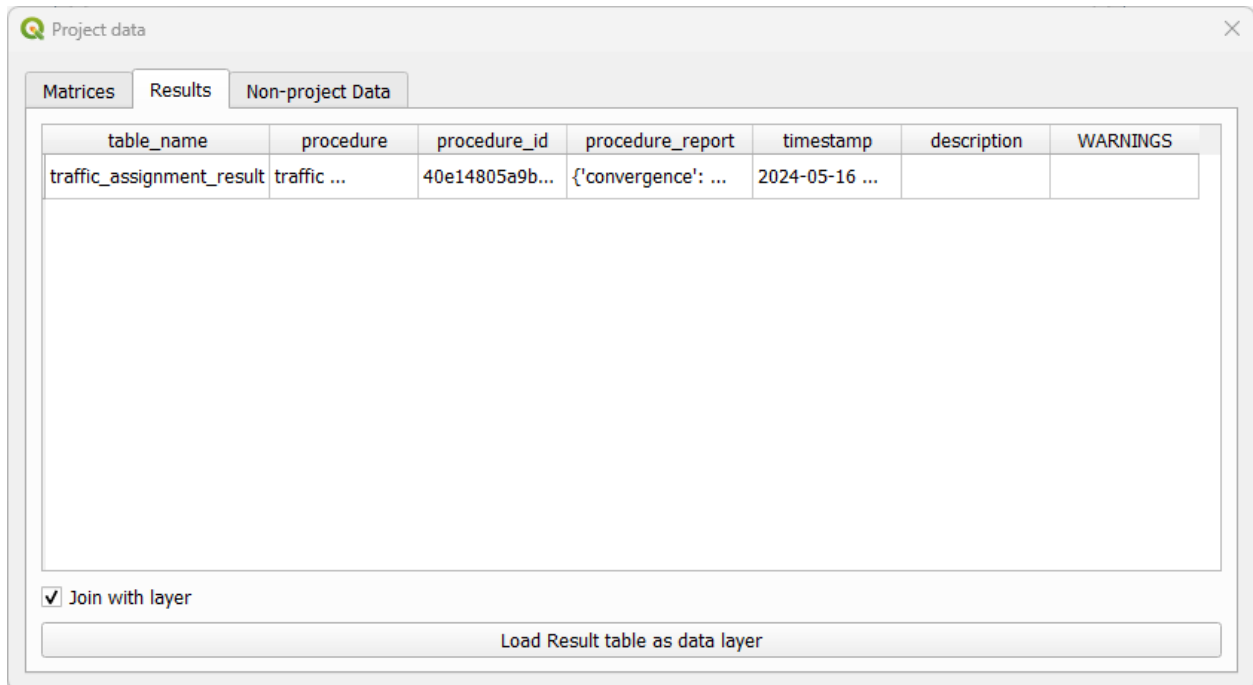 Project data
Matrices Results Non-project Data
table_name procedure procedure_id procedure_report timestamp description WARNINGS
traffic_assignment_result traffic ... 40e14805a9b... {'convergence': ... 2024-05-16 ...
Join with layer
Load Result table as data layer